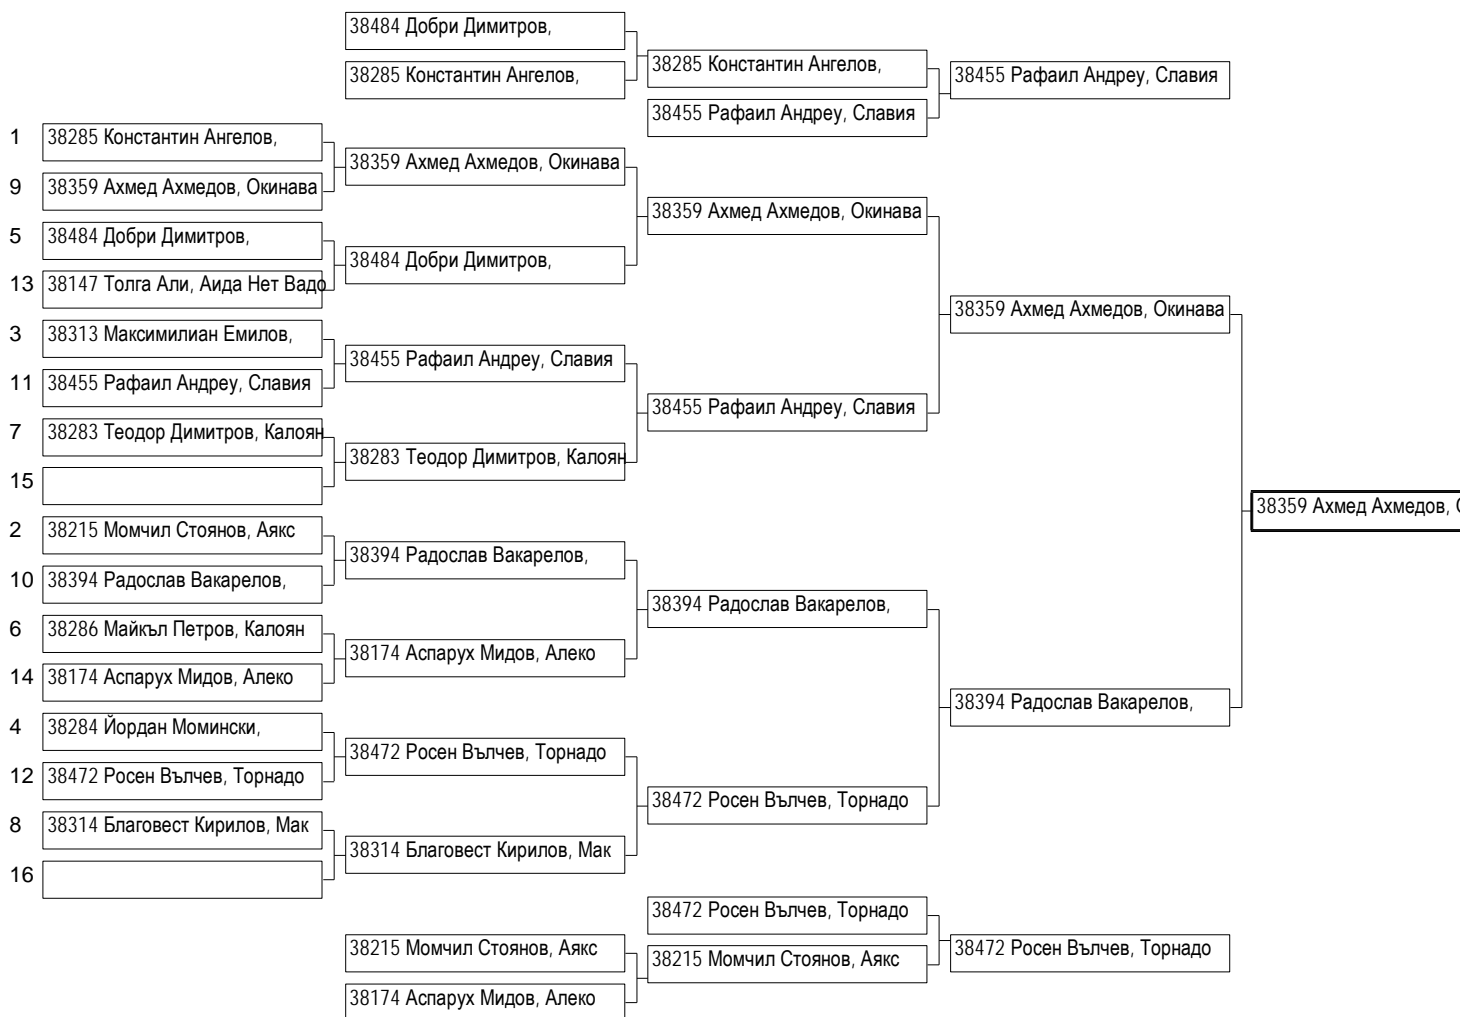 38484 Добри Димитров,
38285 Константин Ангелов,
38285 Константин Ангелов,
38455 Рафаил Андреу, Славия
38455 Рафаил Андреу, Славия
1 38285 Константин Ангелов,
9 38359 Ахмед Ахмедов, Окинава
38359 Ахмед Ахмедов, Окинава
5 38484 Добри Димитров,
13 38147 Толга Али, Аида Нет Вадо
38484 Добри Димитров,
38359 Ахмед Ахмедов, Окинава
3 38313 Максимилиан Емилов,
11 38455 Рафаил Андреу, Славия
38455 Рафаил Андреу, Славия
7 38283 Теодор Димитров, Калоян
15
38283 Теодор Димитров, Калоян
38455 Рафаил Андреу, Славия
38359 Ахмед Ахмедов, Окинава
2 38215 Момчил Стоянов, Аякс
10 38394 Радослав Вакарелов,
38394 Радослав Вакарелов,
6 38286 Майкъл Петров, Калоян
14 38174 Аспарух Мидов, Алеко
38174 Аспарух Мидов, Алеко
38394 Радослав Вакарелов,
4 38284 Йордан Момински,
12 38472 Росен Вълчев, Торнадо
38472 Росен Вълчев, Торнадо
8 38314 Благовест Кирилов, Мак
16
38314 Благовест Кирилов, Мак
38472 Росен Вълчев, Торнадо
38394 Радослав Вакарелов,
38359 Ахмед Ахмедов,
38472 Росен Вълчев, Торнадо
38215 Момчил Стоянов, Аякс
38174 Аспарух Мидов, Алеко
38215 Момчил Стоянов, Аякс
38472 Росен Вълчев, Торнадо